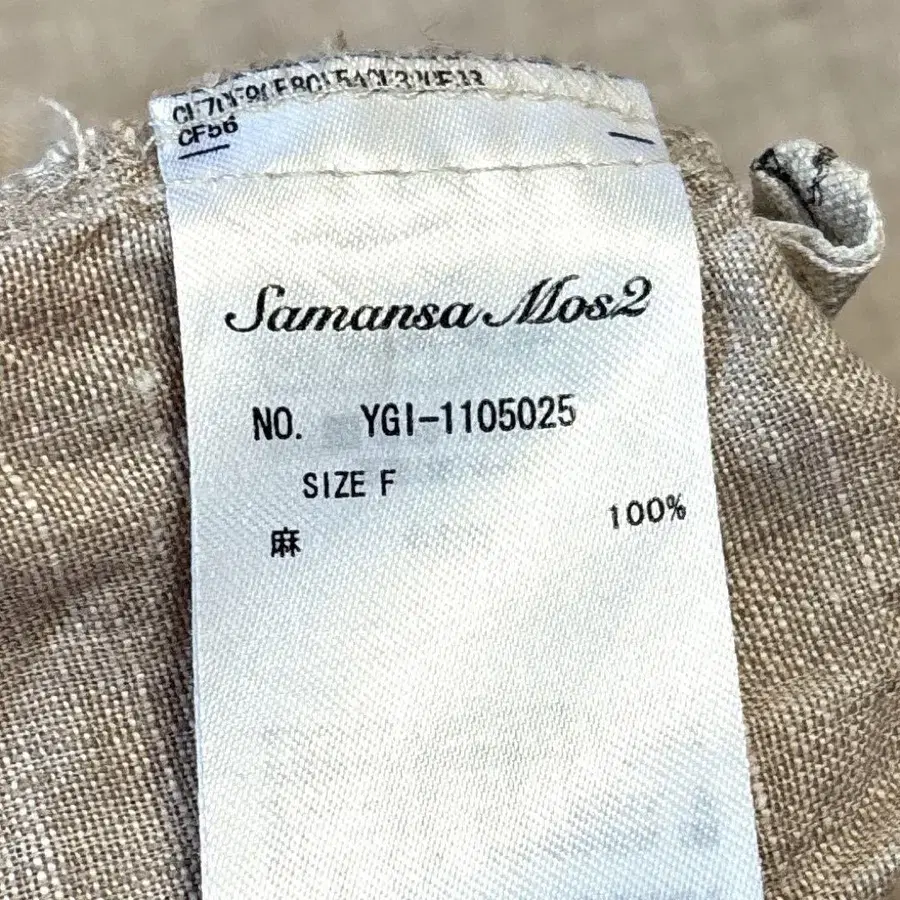 CF56
Samansa Mos2
NO. YGI-1105025
SIZE F
麻 100%